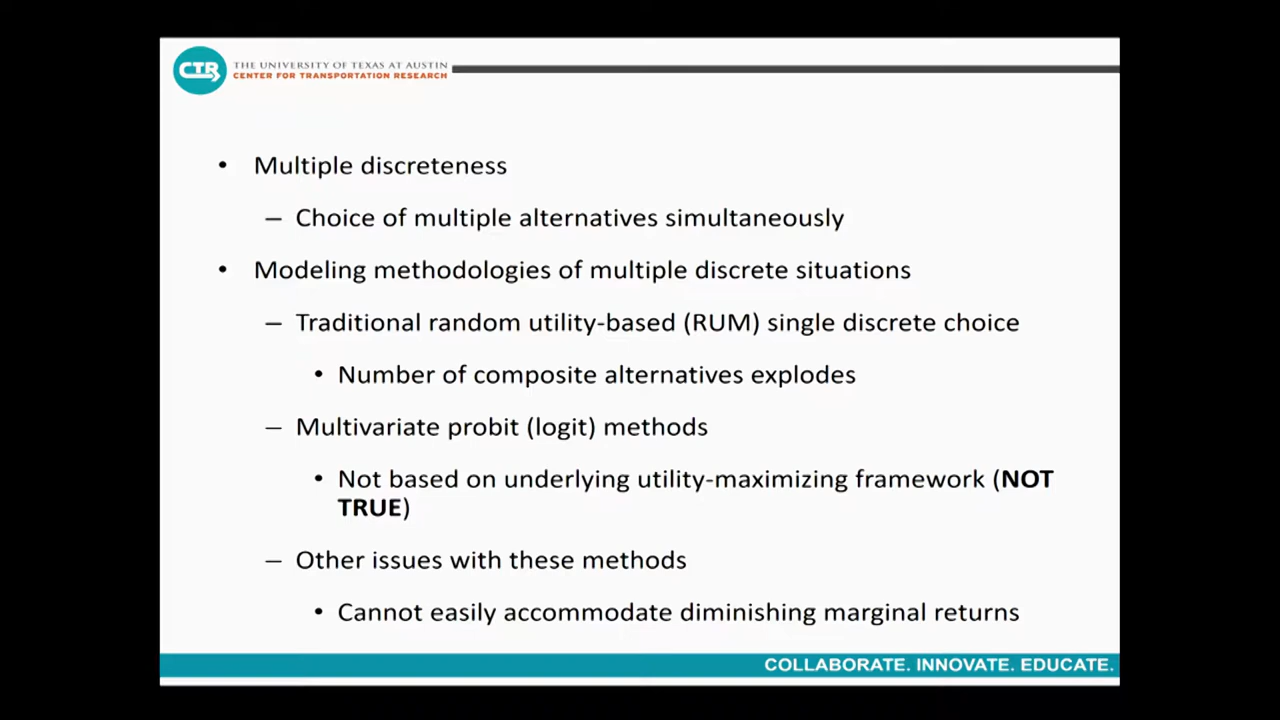 CTR
THE UNIVERSITY OF TEXAS AT AUSTIN
CENTER FOR TRANSPORTATION RESEARCH
• Multiple discreteness
– Choice of multiple alternatives simultaneously
• Modeling methodologies of multiple discrete situations
– Traditional random utility-based (RUM) single discrete choice
• Number of composite alternatives explodes
– Multivariate probit (logit) methods
• Not based on underlying utility-maximizing framework (NOT
TRUE)
– Other issues with these methods
• Cannot easily accommodate diminishing marginal returns
COLLABORATE. INNOVATE. EDUCATE.